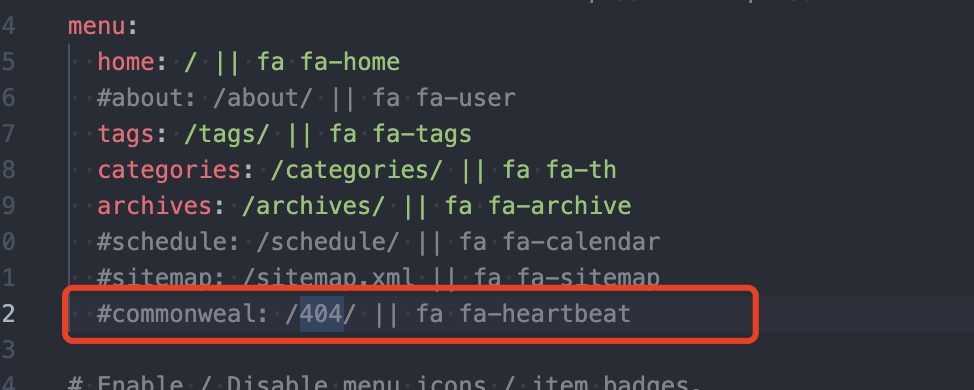 4 menu:
5 home: / || fa fa-home
6 #about: /about/ || fa fa-user
7 tags: /tags/ || fa fa-tags
8 categories: /categories/ || fa fa-th
9 archives: /archives/ || fa fa-archive
0 #schedule: /schedule/ || fa fa-calendar
1 #sitemap: /sitemap.xml || fa fa-sitemap
2 #commonweal: /404/ || fa fa-heartbeat
3
4 # Enable / Disable menu icons / item badges.